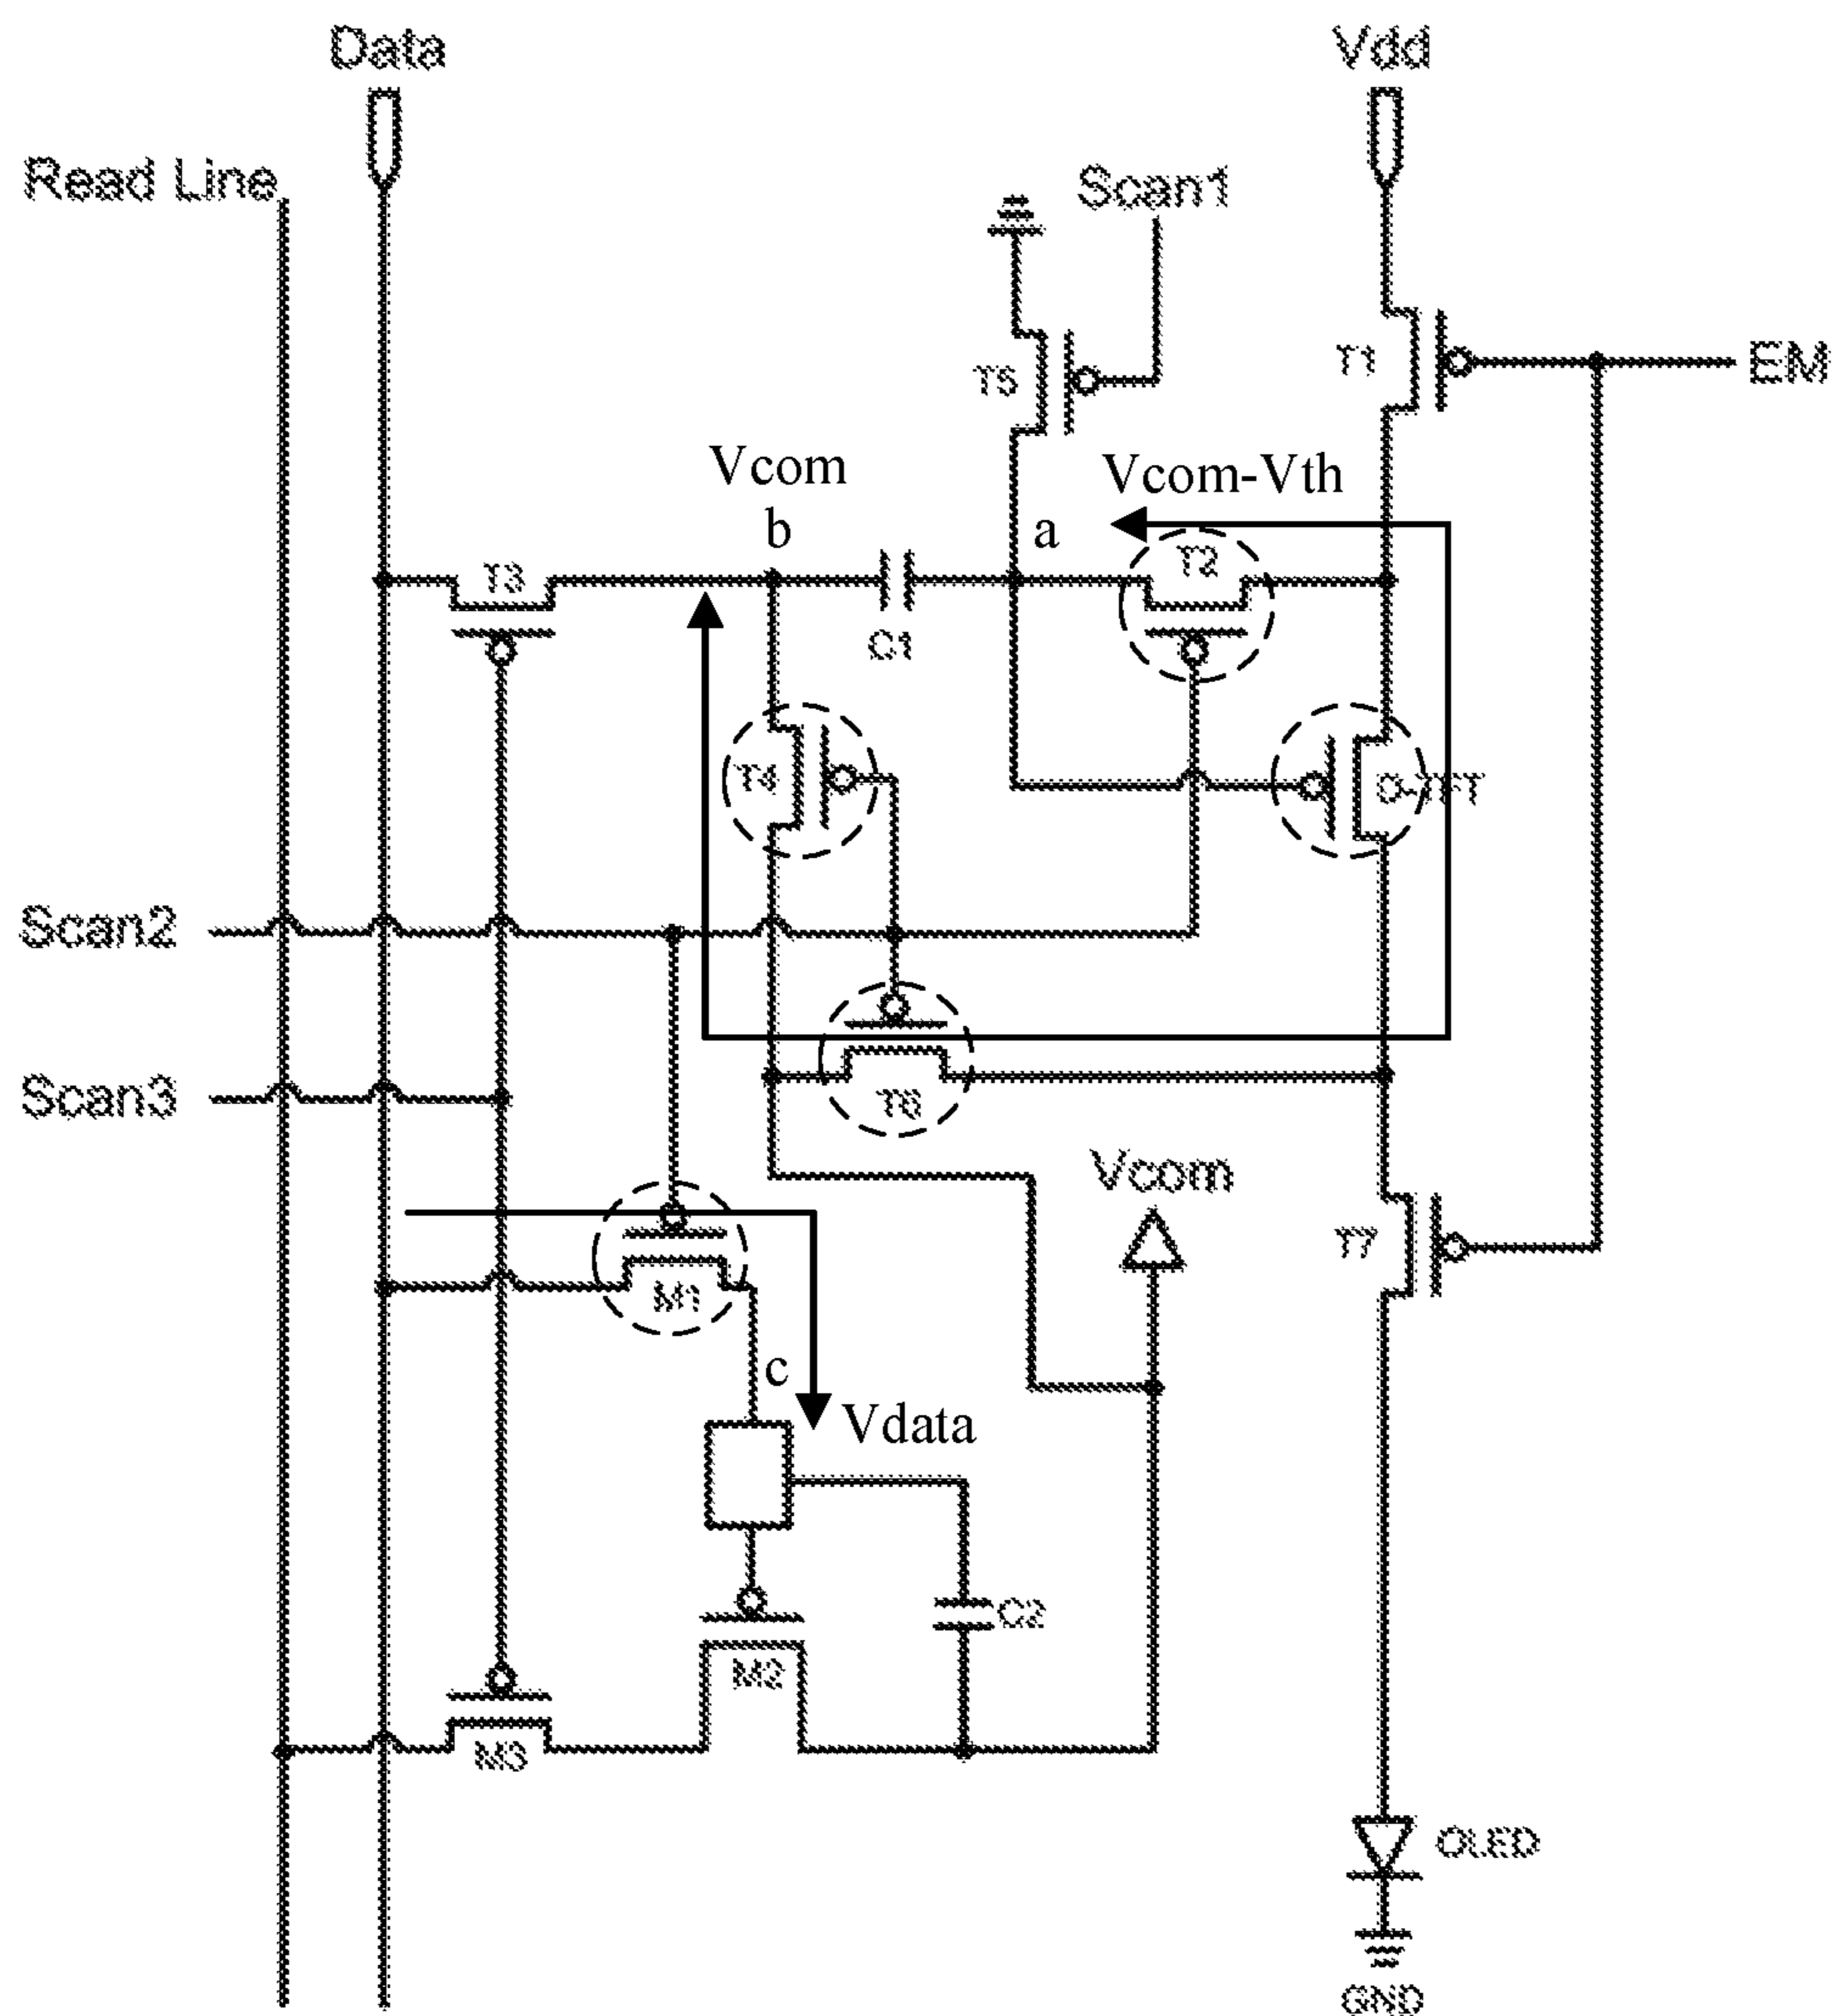 Data
Vdd
Read Line
Scan1
T5
T1
EM
Vcom
Vcom-Vth
b
a
T3
T2
C1
T4
D-TFT
Scan2
Scan3
T6
Vcom
T7
M1
c
Vdata
C2
M2
M3
OLED
GND